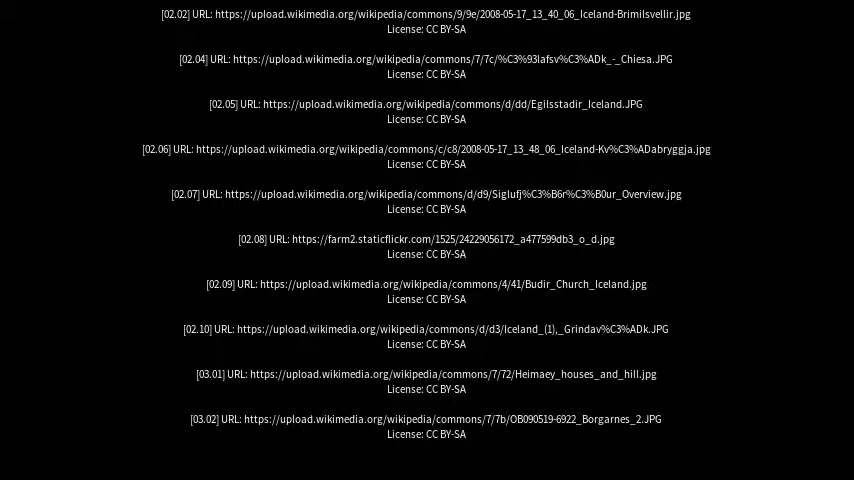 [02.02] URL: https://upload.wikimedia.org/wikipedia/commons/9/9e/2008-05-17_13_40_06_Iceland-Brimilsvellir.jpg
License: CC BY-SA
[02.04] URL: https://upload.wikimedia.org/wikipedia/commons/7/7c/%C3%93lafsv%C3%ADk_-_Chiesa.JPG
License: CC BY-SA
[02.05] URL: https://upload.wikimedia.org/wikipedia/commons/d/dd/Egilsstadir_Iceland.JPG
License: CC BY-SA
[02.06] URL: https://upload.wikimedia.org/wikipedia/commons/c/c8/2008-05-17_13_48_06_Iceland-Kv%C3%ADabryggja.jpg
License: CC BY-SA
[02.07] URL: https://upload.wikimedia.org/wikipedia/commons/d/d9/Siglufj%C3%B6r%C3%B0ur_Overview.jpg
License: CC BY-SA
[02.08] URL: https://farm2.staticflickr.com/1525/24229056172_a477599db3_o_d.jpg
License: CC BY-SA
[02.09] URL: https://upload.wikimedia.org/wikipedia/commons/4/41/Budir_Church_Iceland.jpg
License: CC BY-SA
[02.10] URL: https://upload.wikimedia.org/wikipedia/commons/d/d3/Iceland_(1),_Grindav%C3%ADk.JPG
License: CC BY-SA
[03.01] URL: https://upload.wikimedia.org/wikipedia/commons/7/72/Heimaey_houses_and_hill.jpg
License: CC BY-SA
[03.02] URL: https://upload.wikimedia.org/wikipedia/commons/7/7b/OB090519-6922_Borgarnes_2.JPG
License: CC BY-SA